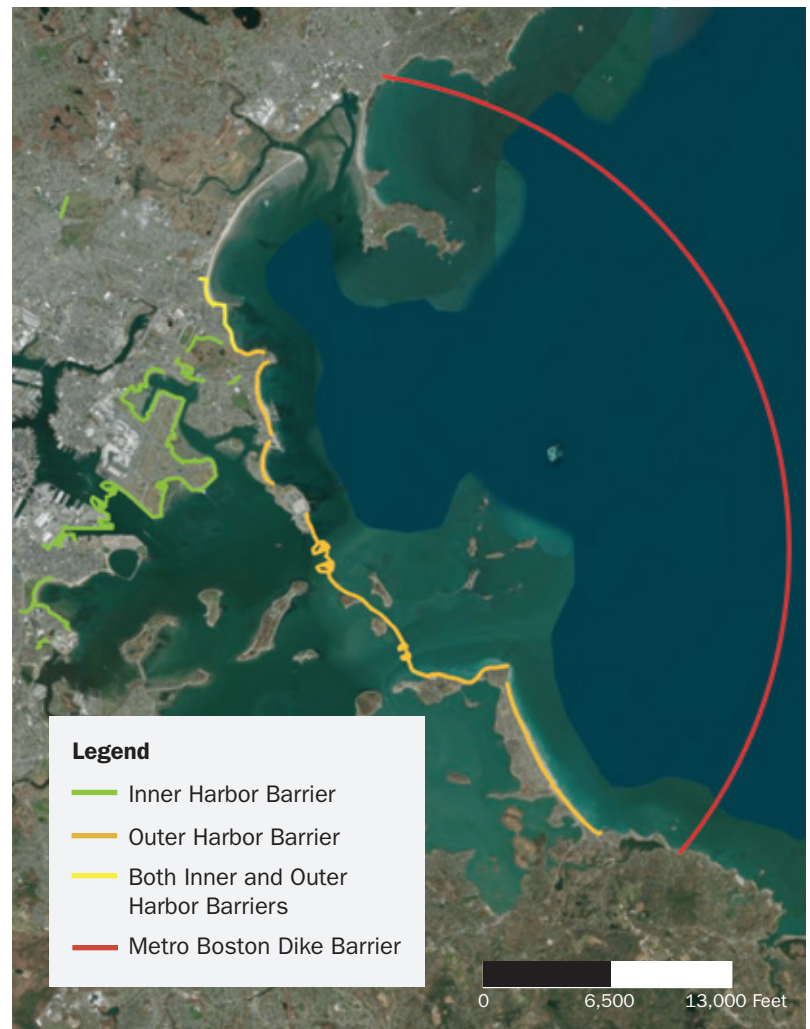 Legend
Inner Harbor Barrier
Outer Harbor Barrier
Both Inner and Outer
Harbor Barriers
Metro Boston Dike Barrier
0 6,500 13,000 Feet